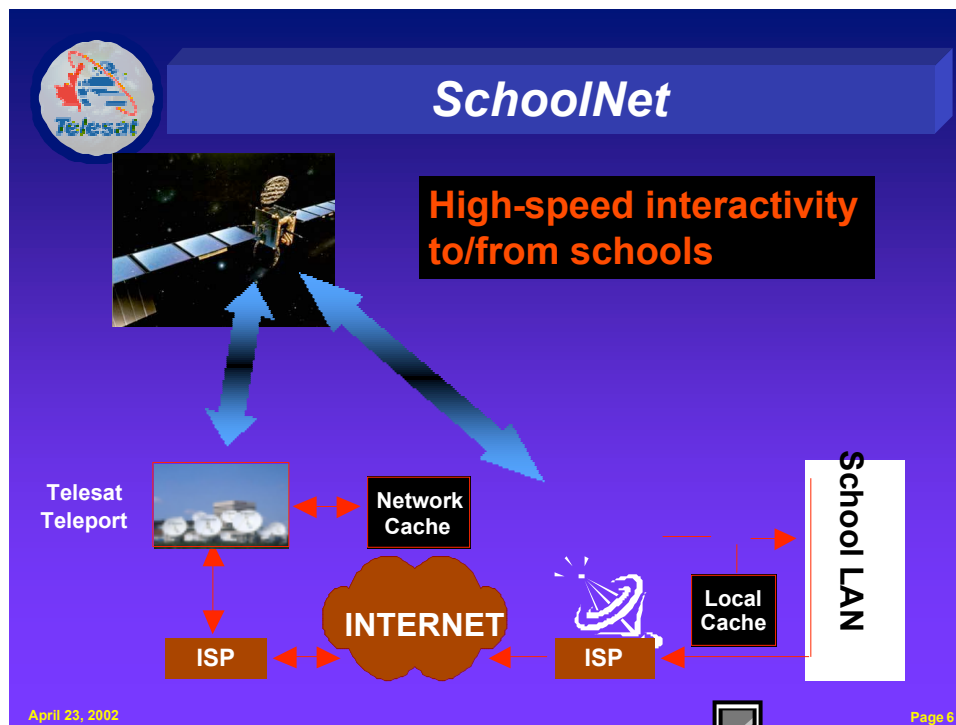 Telesat
SchoolNet
High-speed interactivity
to/from schools
Telesat
Teleport
Network
Cache
School LAN
INTERNET
Local
Cache
ISP
ISP
April 23, 2002
Page 6